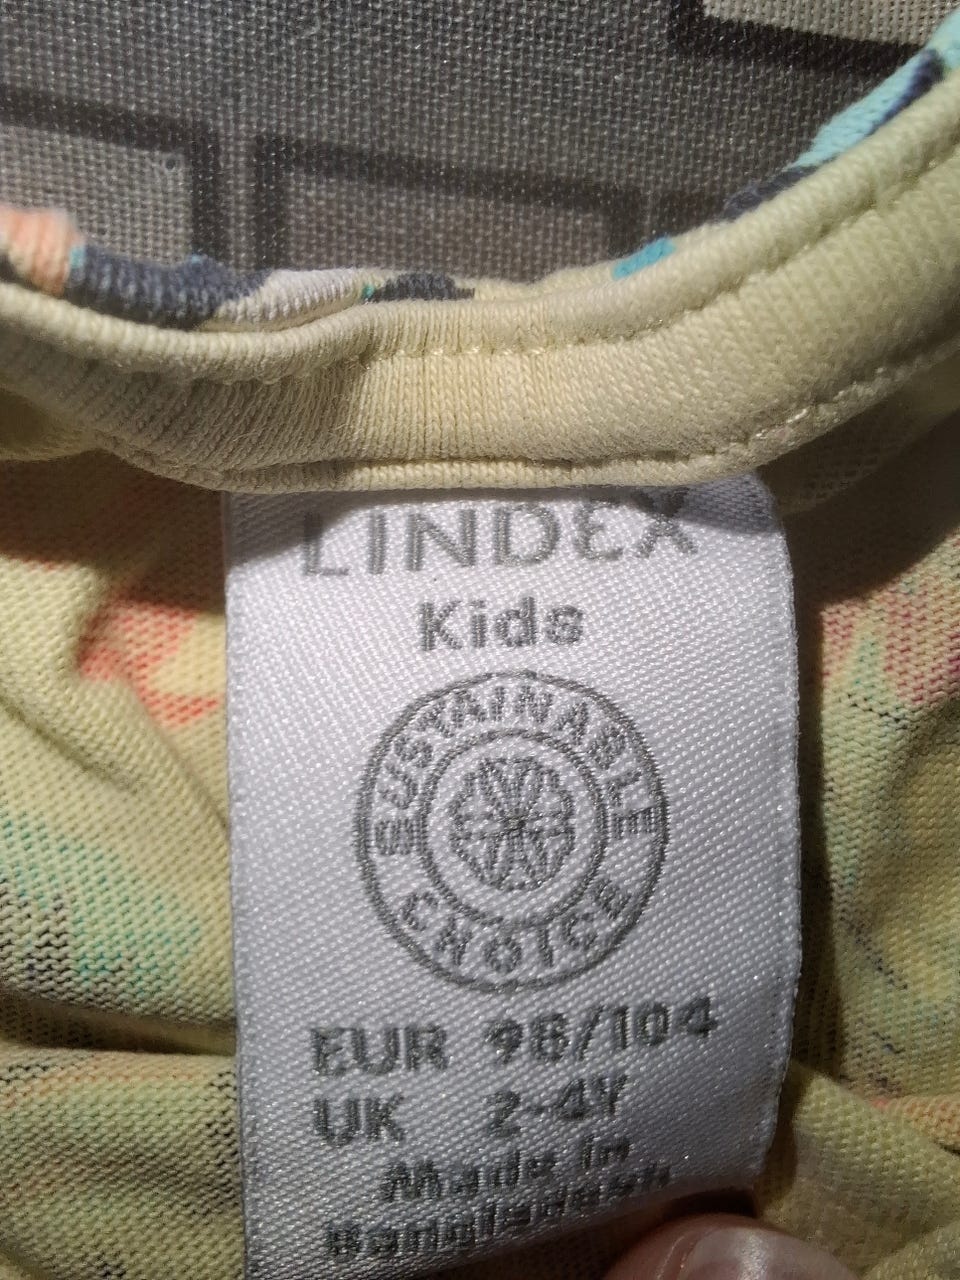 LINDEX
Kids
SUSTAINABLE
CHOICE
EUR 98/104
UK 2-4Y
Made in
Bangladesh